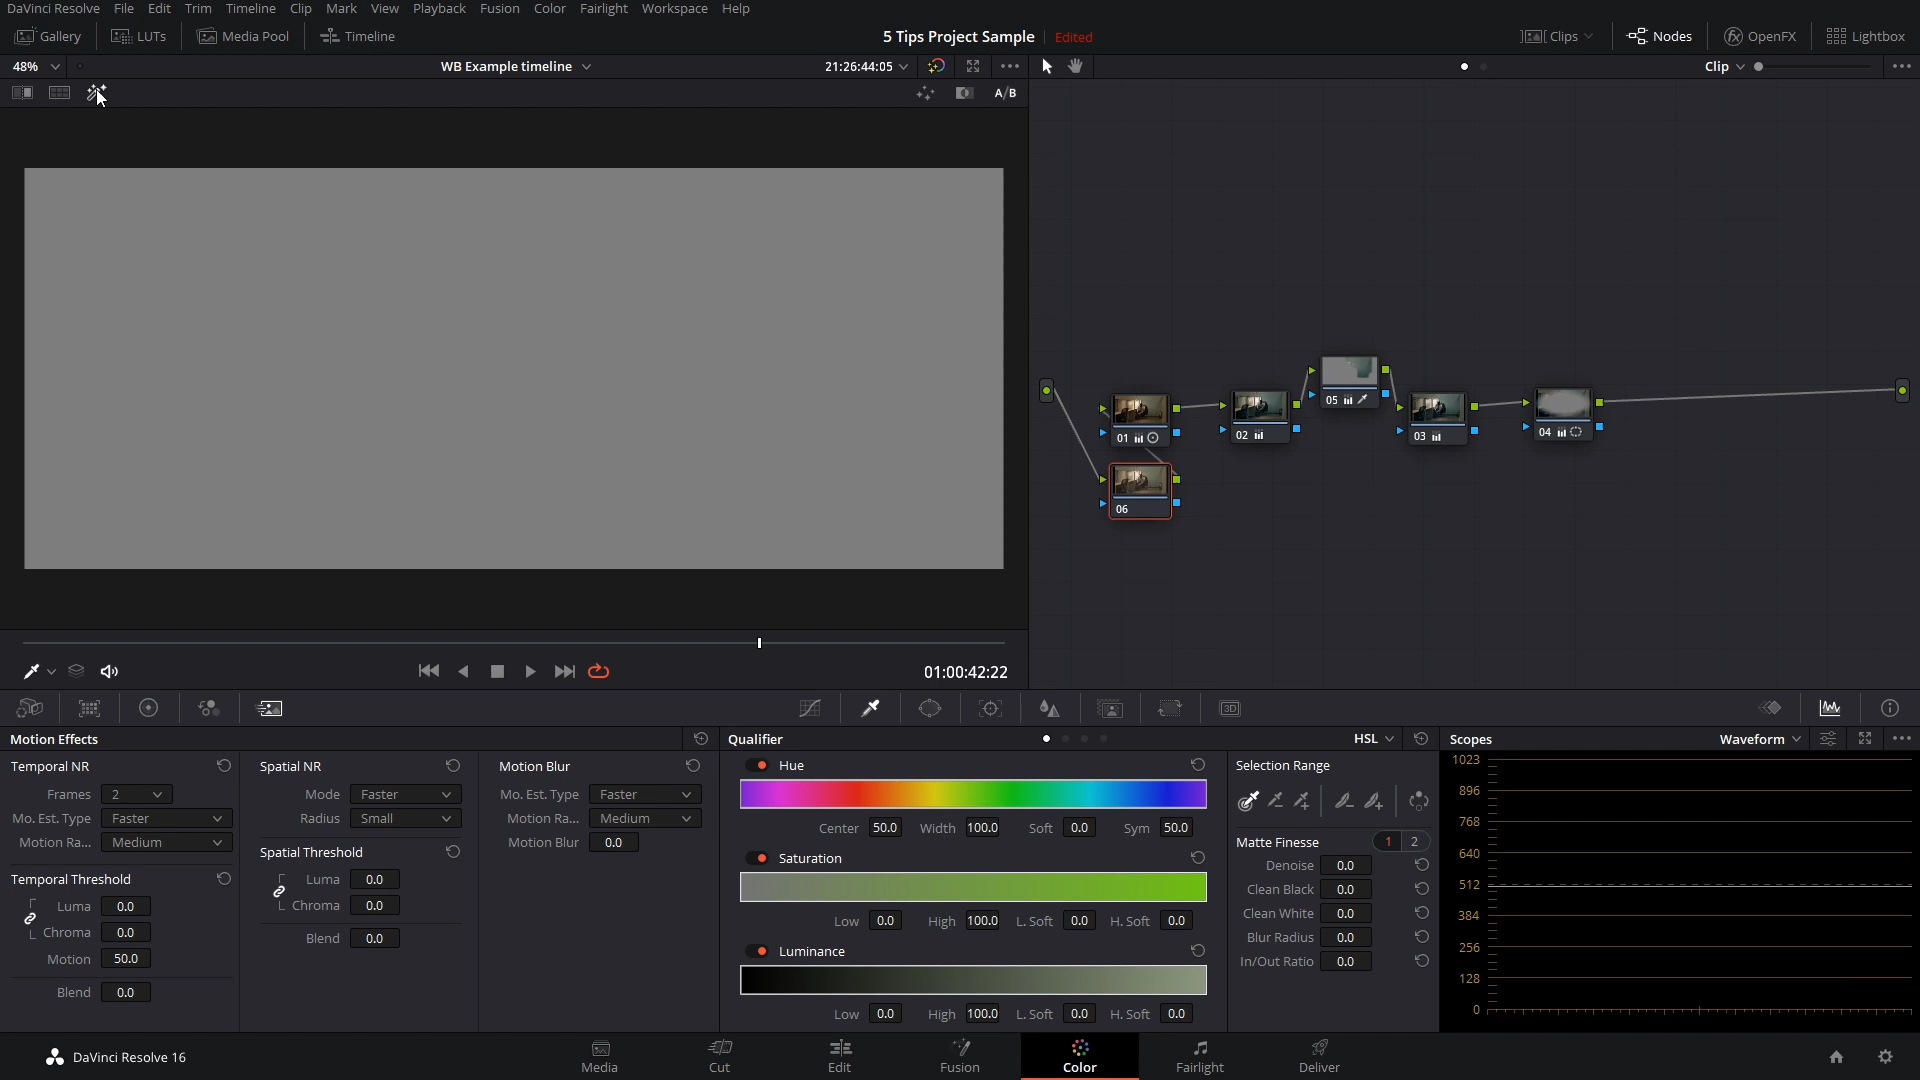 DaVinci Resolve File Edit Trim Timeline Clip Mark View Playback Fusion Color Fairlight Workspace Help
Gallery LUTs Media Pool Timeline 5 Tips Project Sample Edited Clips Nodes OpenFX Lightbox
48% WB Example timeline 21:26:44:05 Clip
A/B
05
01 02 03 04
06
01:00:42:22
3D
Motion Effects Qualifier HSL Scopes Waveform
Temporal NR Spatial NR Motion Blur Hue Selection Range 1023
Frames 2 Mode Faster Mo. Est. Type Faster 896
Mo. Est. Type Faster Radius Small Motion Ra... Medium Center 50.0 Width 100.0 Soft 0.0 Sym 50.0 768
Motion Ra... Medium Spatial Threshold Motion Blur 0.0 Saturation Matte Finesse 1 2 640
Temporal Threshold Luma 0.0 Denoise 0.0 512
Luma 0.0 Chroma 0.0 Low 0.0 High 100.0 L. Soft 0.0 H. Soft 0.0 Clean Black 0.0 384
Chroma 0.0 Blend 0.0 Luminance Clean White 0.0 256
Motion 50.0 Blur Radius 0.0 128
Blend 0.0 Low 0.0 High 100.0 L. Soft 0.0 H. Soft 0.0 In/Out Ratio 0.0 0
DaVinci Resolve 16 Media Cut Edit Fusion Color Fairlight Deliver